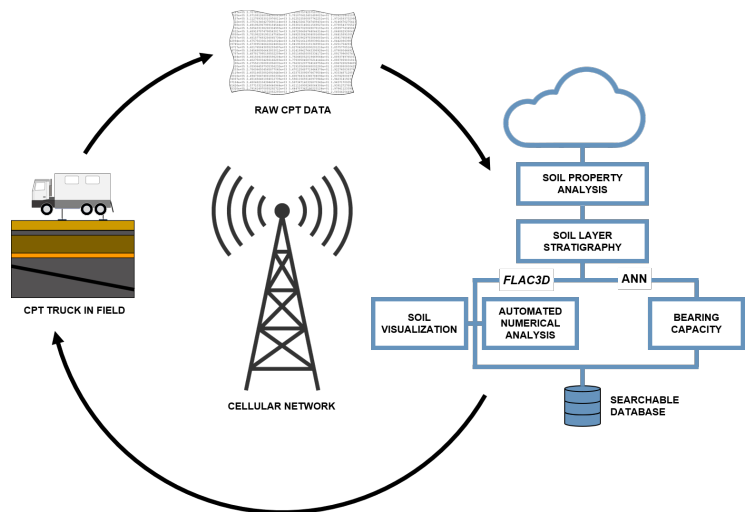 RAW CPT DATA
CPT TRUCK IN FIELD
CELLULAR NETWORK
SOIL PROPERTY
ANALYSIS
SOIL LAYER
STRATIGRAPHY
FLAC3D
ANN
SOIL
VISUALIZATION
AUTOMATED
NUMERICAL
ANALYSIS
BEARING
CAPACITY
SEARCHABLE
DATABASE